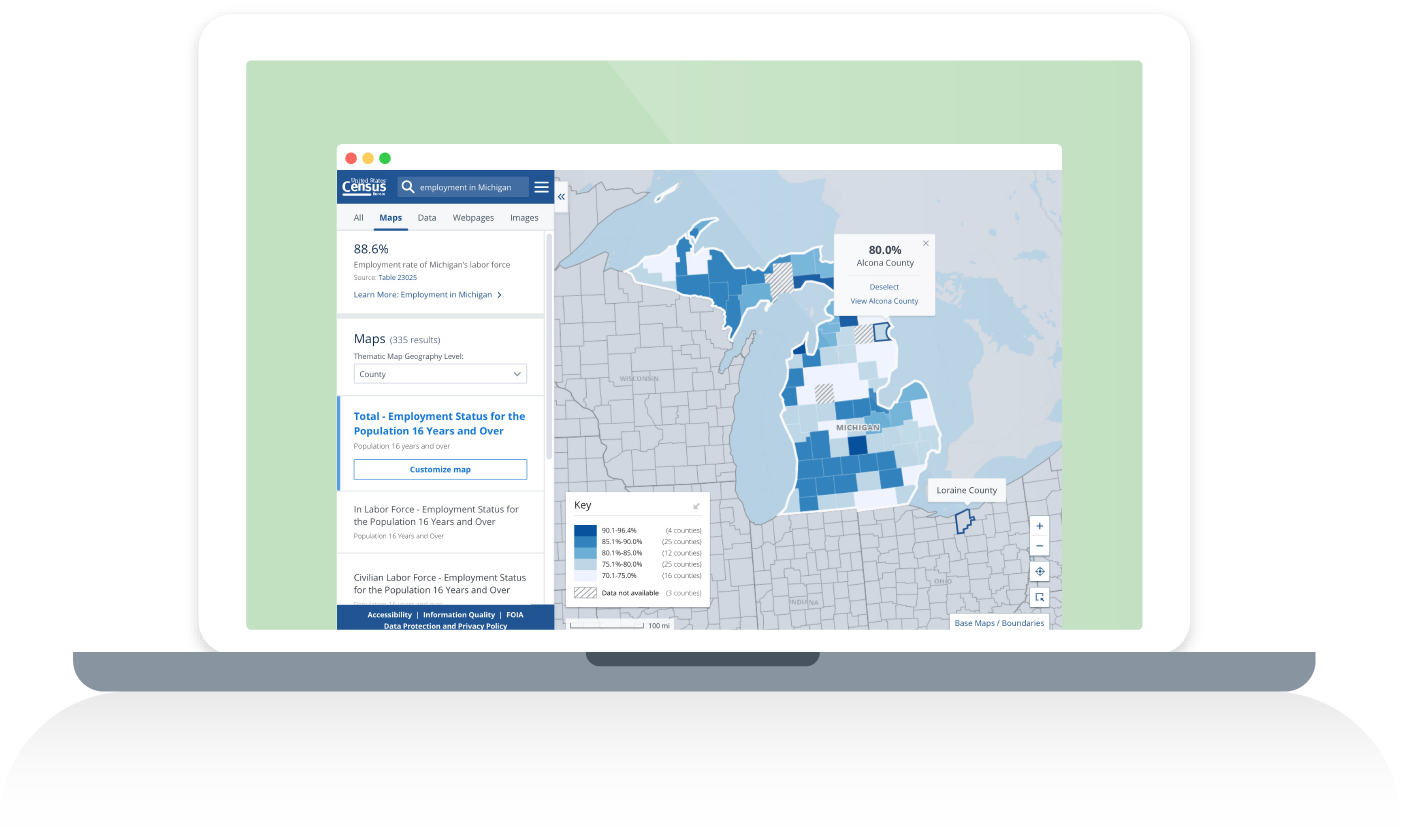 United States
Census
Bureau
employment in Michigan
All Maps Data Webpages Images
88.6%
Employment rate of Michigan's labor force
Source: Table 23025
Learn More: Employment in Michigan
Maps (335 results)
Thematic Map Geography Level:
County
Total - Employment Status for the
Population 16 Years and Over
Population 16 years and over
Customize map
In Labor Force - Employment Status for
the Population 16 Years and Over
Population 16 Years and Over
Civilian Labor Force - Employment Status
for the Population 16 Years and Over
Population 16 years and over
Accessibility | Information Quality | FOIA
Data Protection and Privacy Policy
«
80.0%
Alcona County
Deselect
View Alcona County
WISCONSIN
MICHIGAN
Loraine County
OHIO
INDIANA
Key
90.1-96.4% (4 counties)
85.1%-90.0% (25 counties)
80.1%-85.0% (12 counties)
75.1%-80.0% (25 counties)
70.1-75.0% (16 counties)
Data not available (3 counties)
100 mi
+
−
Base Maps / Boundaries